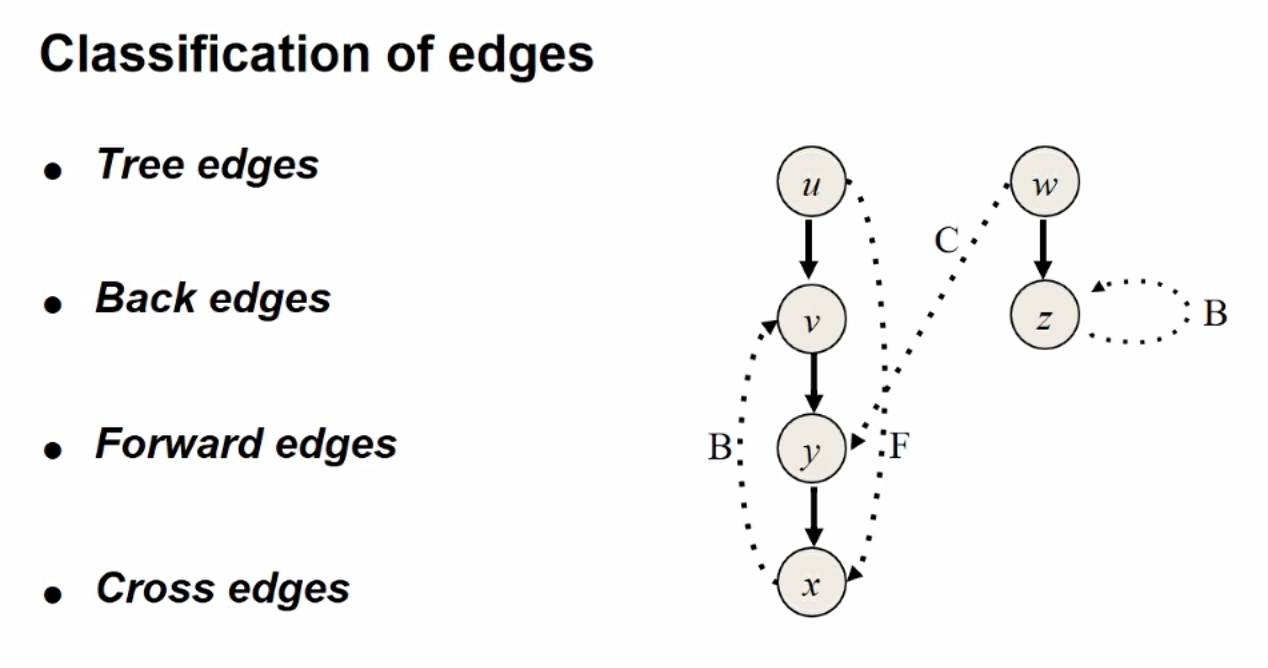 Classification of edges
• Tree edges
• Back edges
• Forward edges
• Cross edges
u
w
C
v
z
B
B
y
F
x